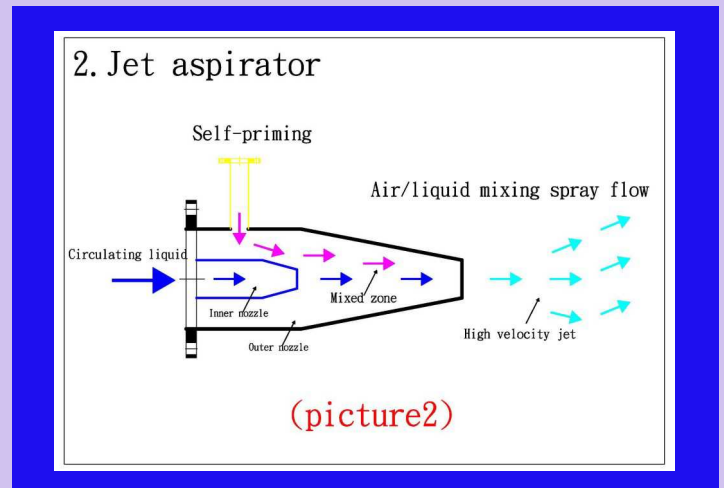 2.Jet aspirator
Self-priming
Air/liquid mixing spray flow
Circulating liquid
Mixed zone
Inner nozzle
Outer nozzle
High velocity jet
(picture2)